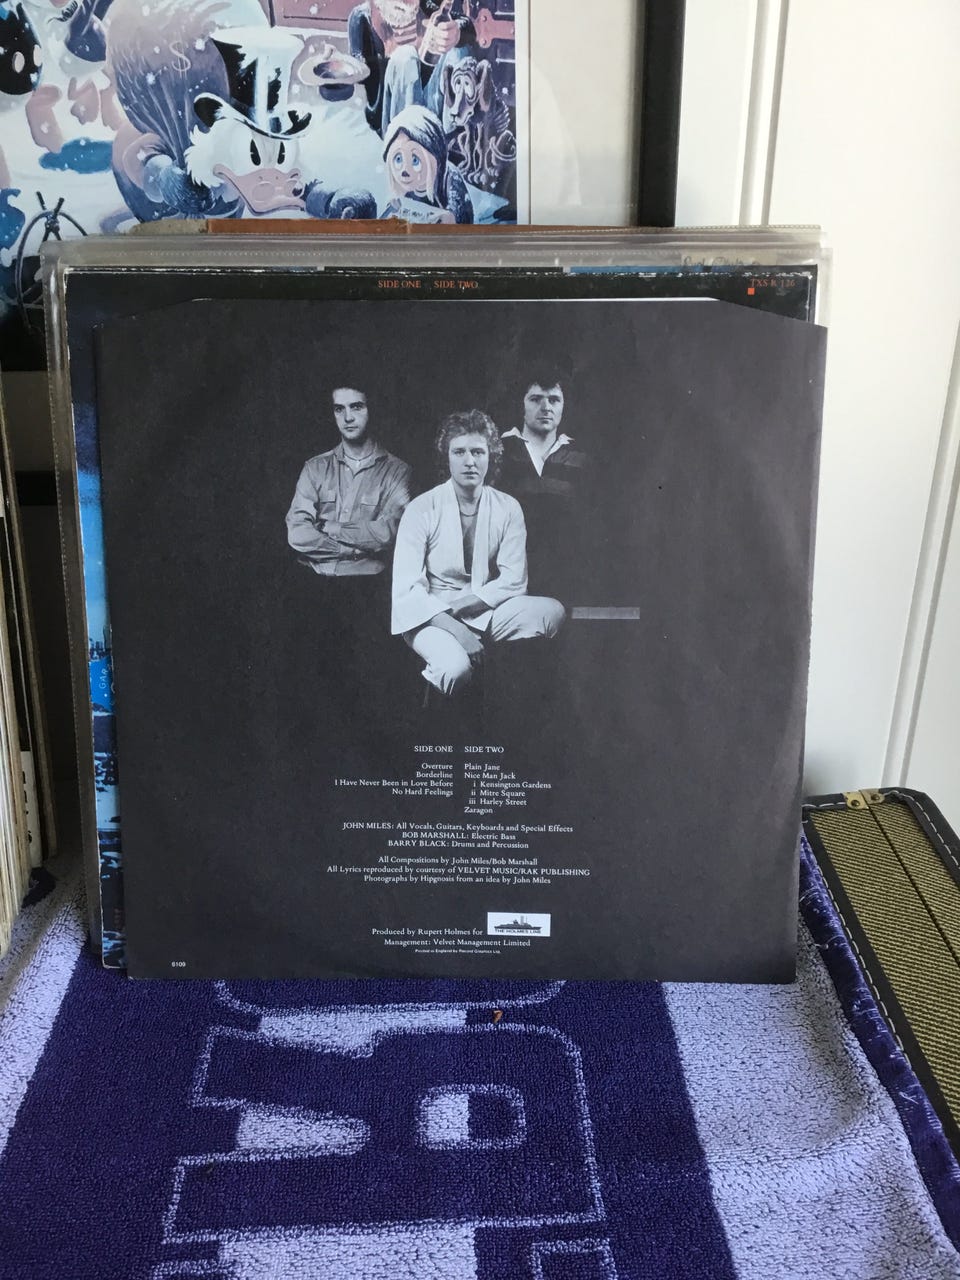 SIDE ONE SIDE TWO
TXS R 126
SIDE ONE SIDE TWO
Overture Plain Jane
Borderline Nice Man Jack
I Have Never Been in Love Before i Kensington Gardens
No Hard Feelings ii Mitre Square
iii Harley Street
Zaragon
JOHN MILES: All Vocals, Guitars, Keyboards and Special Effects
BOB MARSHALL: Electric Bass
BARRY BLACK: Drums and Percussion
All Compositions by John Miles/Bob Marshall
All Lyrics reproduced by courtesy of VELVET MUSIC/RAK PUBLISHING
Photographs by Hipgnosis from an idea by John Miles
Produced by Rupert Holmes for THE HOLMES LINE
Management: Velvet Management Limited
Printed in England by Record Graphics Ltd.
6109